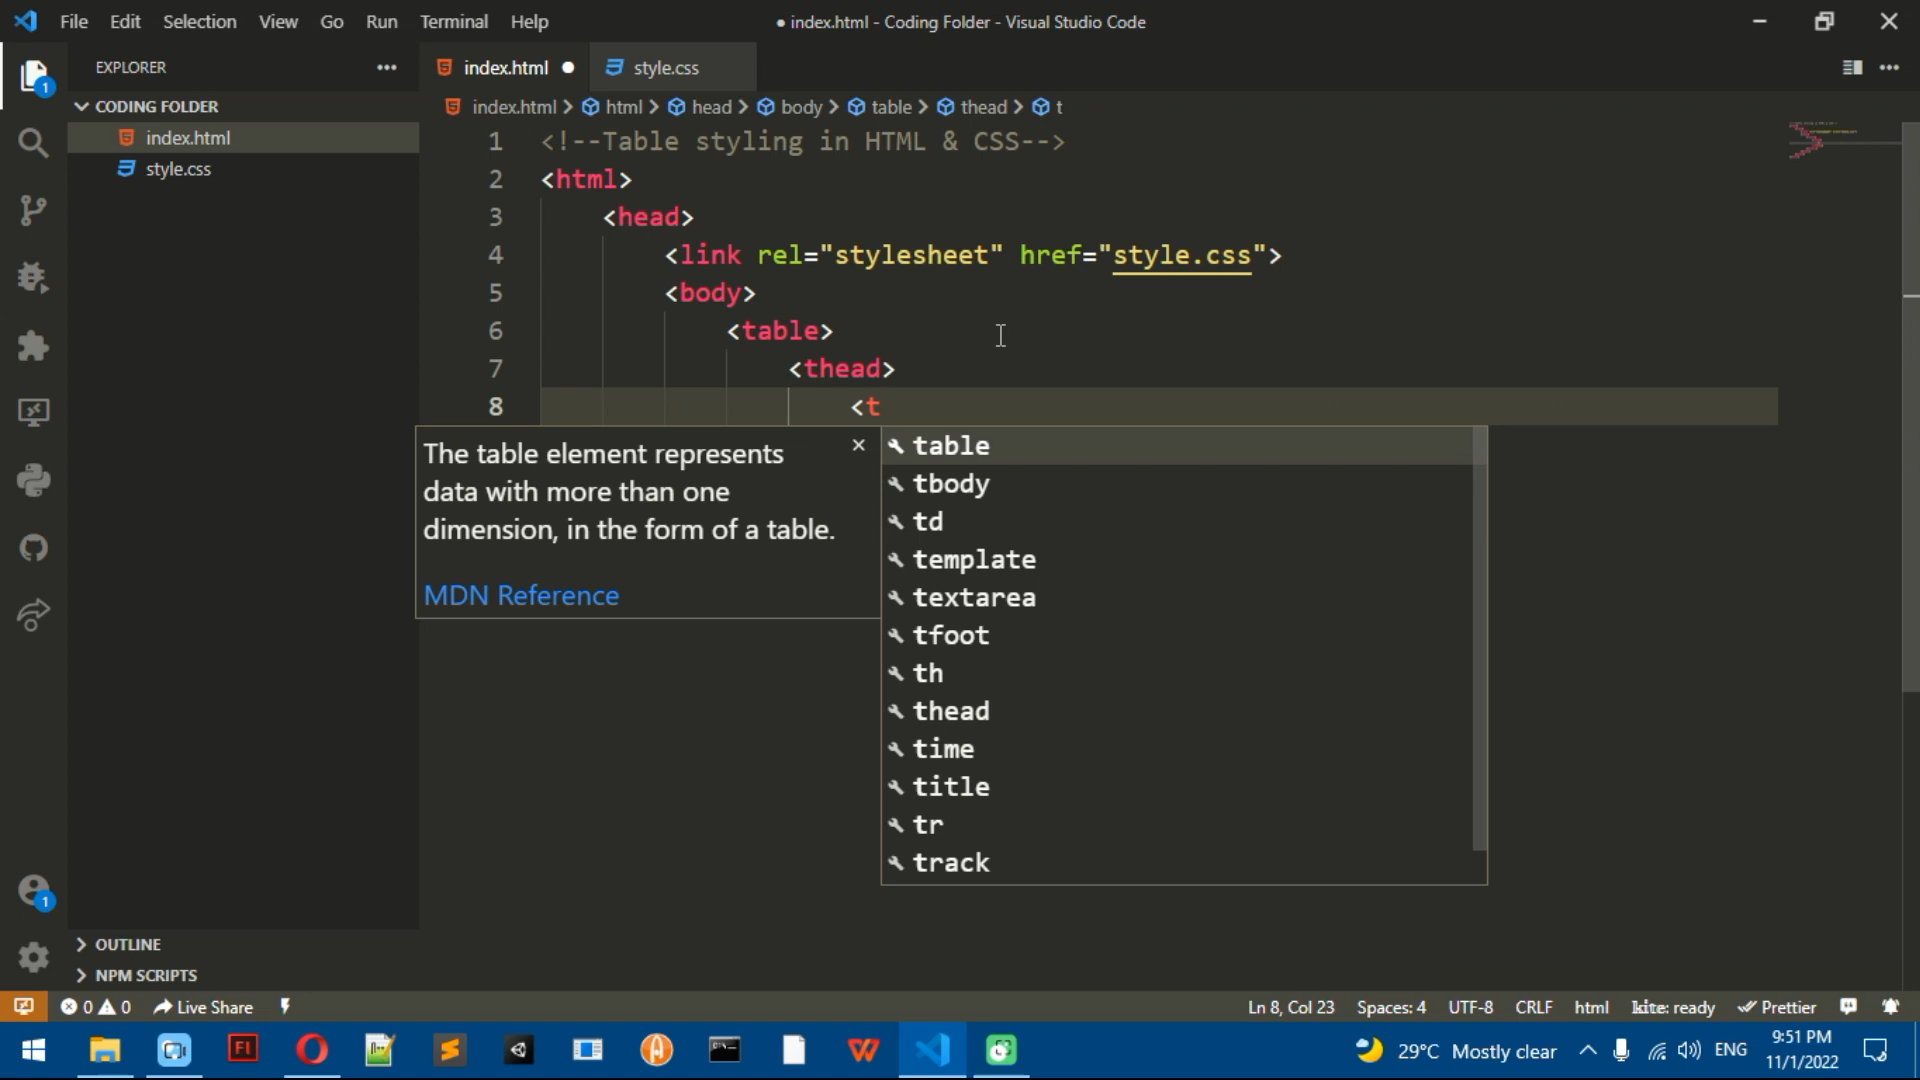 File Edit Selection View Go Run Terminal Help
● index.html - Coding Folder - Visual Studio Code
EXPLORER
index.html
style.css
CODING FOLDER
index.html
style.css
index.html > html > head > body > table > thead > t
1 <!--Table styling in HTML & CSS-->
2 <html>
3 <head>
4 <link rel="stylesheet" href="style.css">
5 <body>
6 <table>
7 <thead>
8 <t
The table element represents
data with more than one
dimension, in the form of a table.
MDN Reference
table
tbody
td
template
textarea
tfoot
th
thead
time
title
tr
track
1
1
OUTLINE
NPM SCRIPTS
0 0 Live Share
Ln 8, Col 23 Spaces: 4 UTF-8 CRLF html kite: ready Prettier
Fl
29°C Mostly clear ENG
9:51 PM
11/1/2022